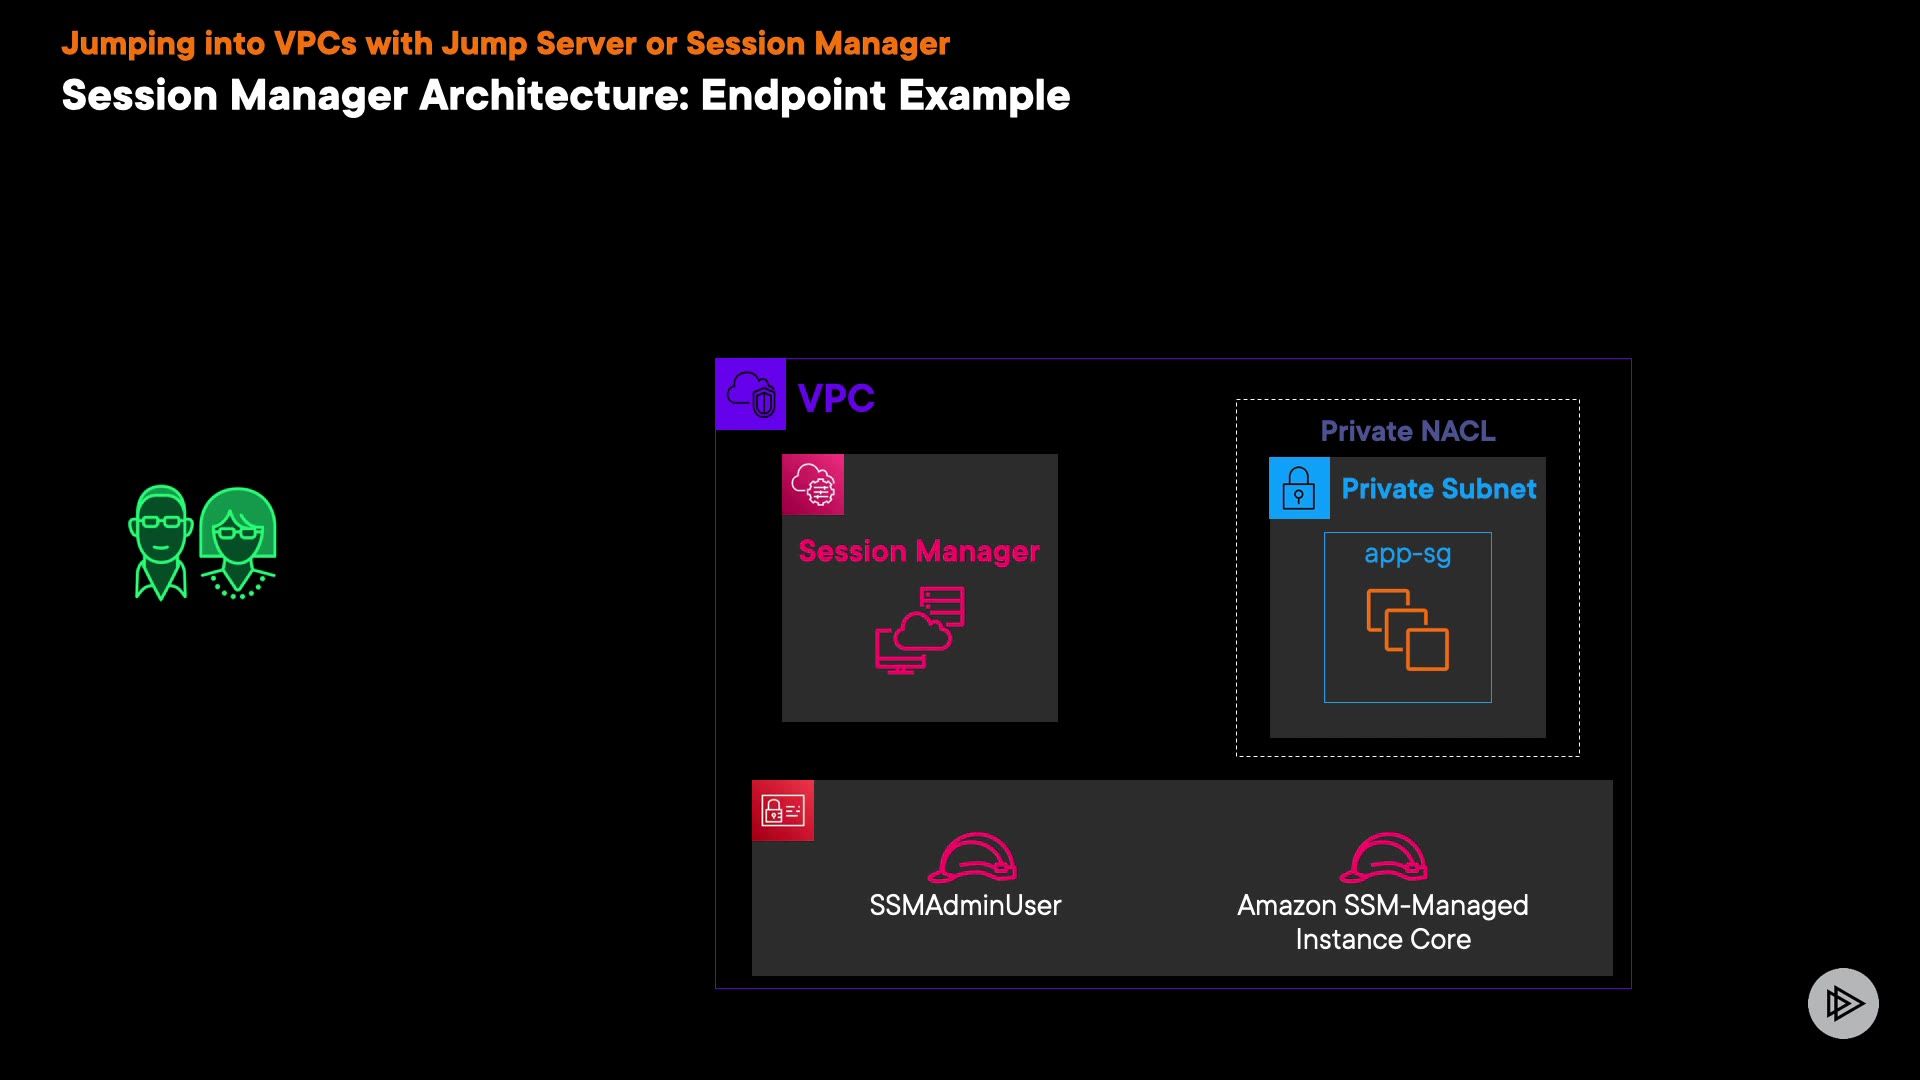 Jumping into VPCs with Jump Server or Session Manager
Session Manager Architecture: Endpoint Example
VPC
Private NACL
Private Subnet
Session Manager
app-sg
SSMAdminUser
Amazon SSM-Managed
Instance Core